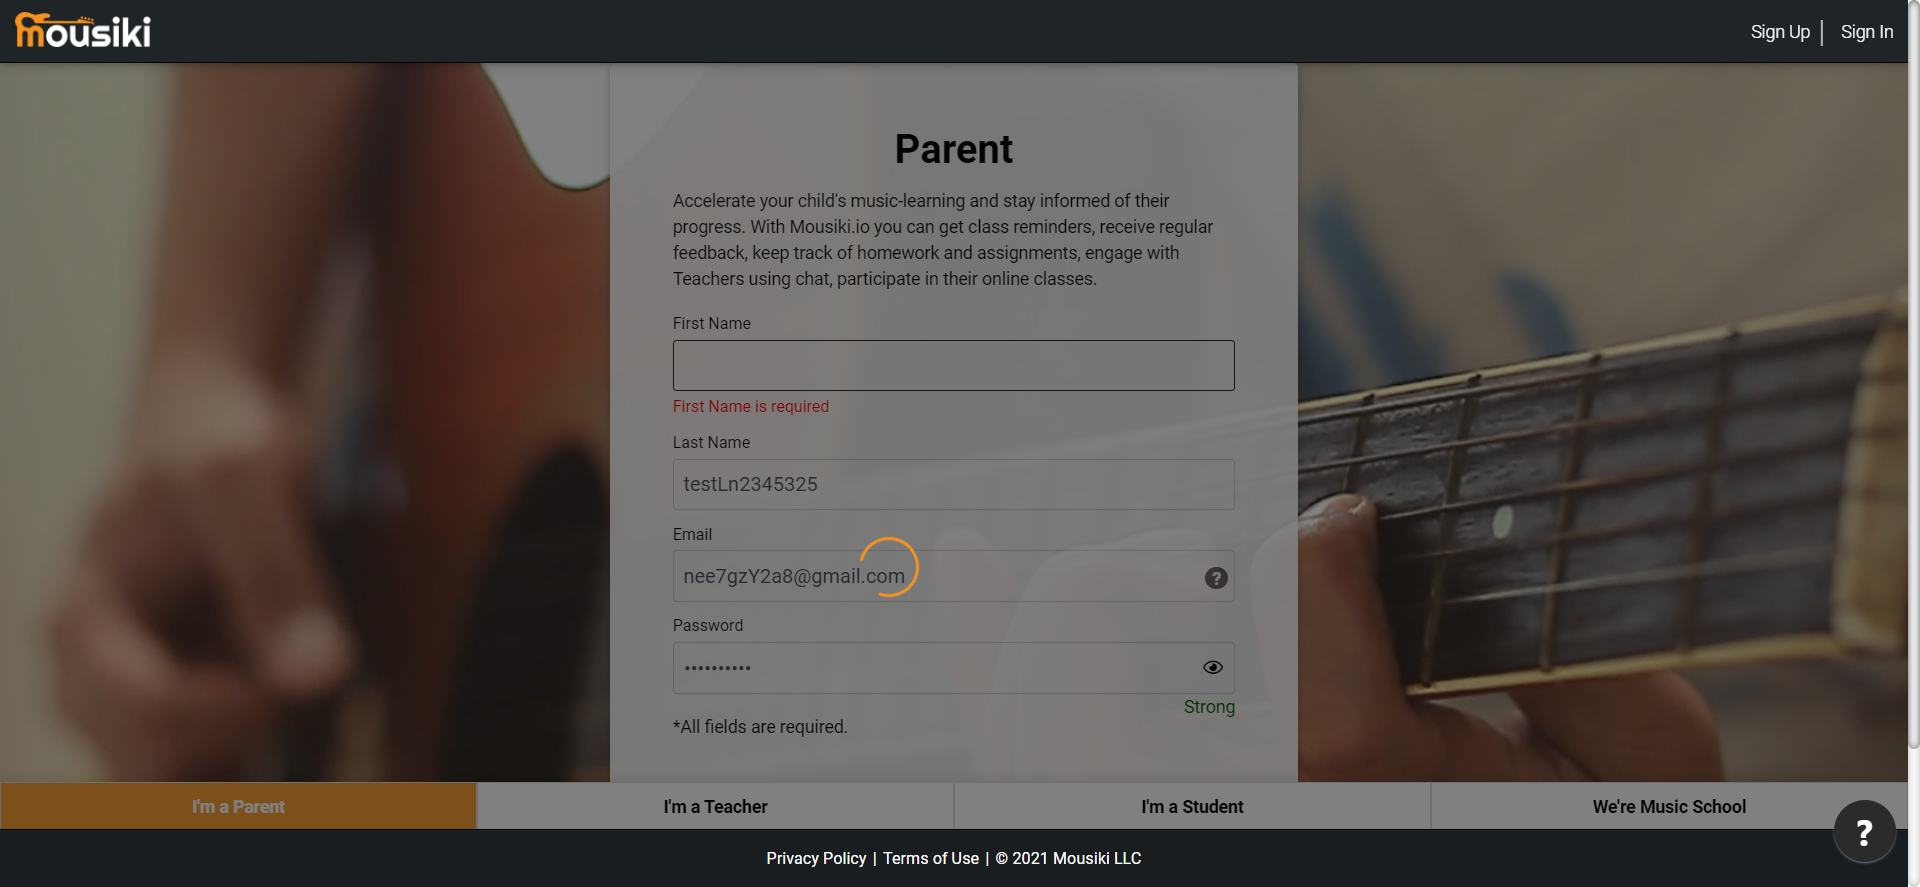 mousiki
Sign Up | Sign In
Parent
Accelerate your child's music-learning and stay informed of their
progress. With Mousiki.io you can get class reminders, receive regular
feedback, keep track of homework and assignments, engage with
Teachers using chat, participate in their online classes.
First Name
First Name is required
Last Name
testLn2345325
Email
nee7gzY2a8@gmail.com
?
Password
••••••••••
Strong
*All fields are required.
I'm a Parent
I'm a Teacher
I'm a Student
We're Music School
?
Privacy Policy | Terms of Use | © 2021 Mousiki LLC